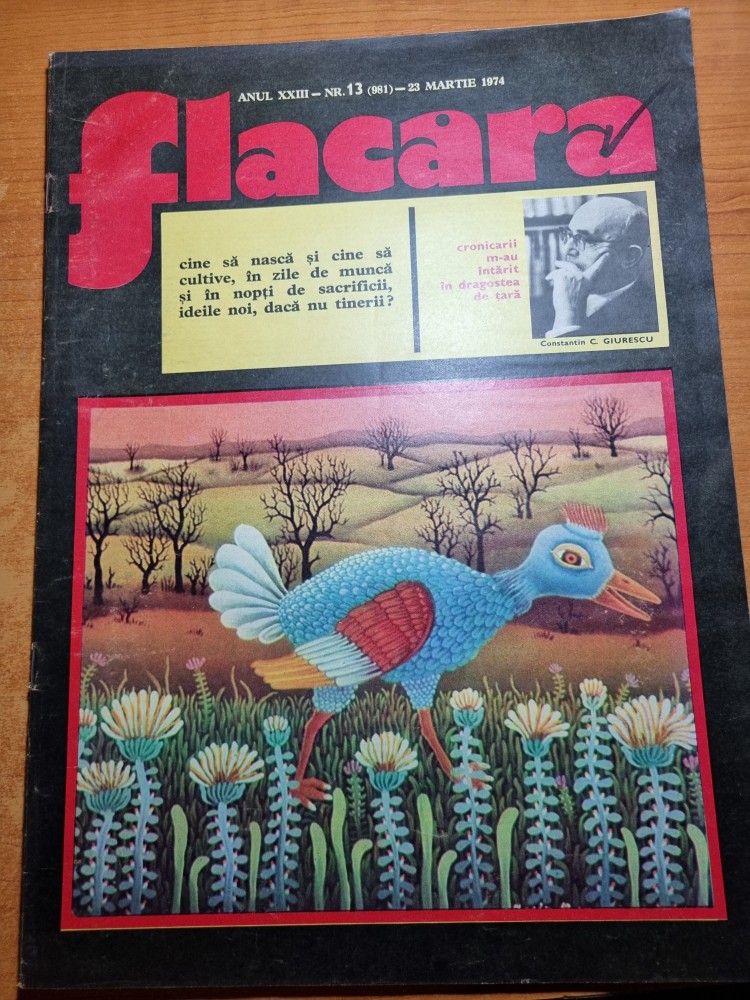 ANUL XXIII – NR. 13 (981) – 23 MARTIE 1974
flacara
cine să nască și cine să
cultive, în zile de muncă
și în nopți de sacrificii,
ideile noi, dacă nu tinerii?
cronicarii
m-au
întărit
în dragostea
de țară
Constantin C. GIURESCU